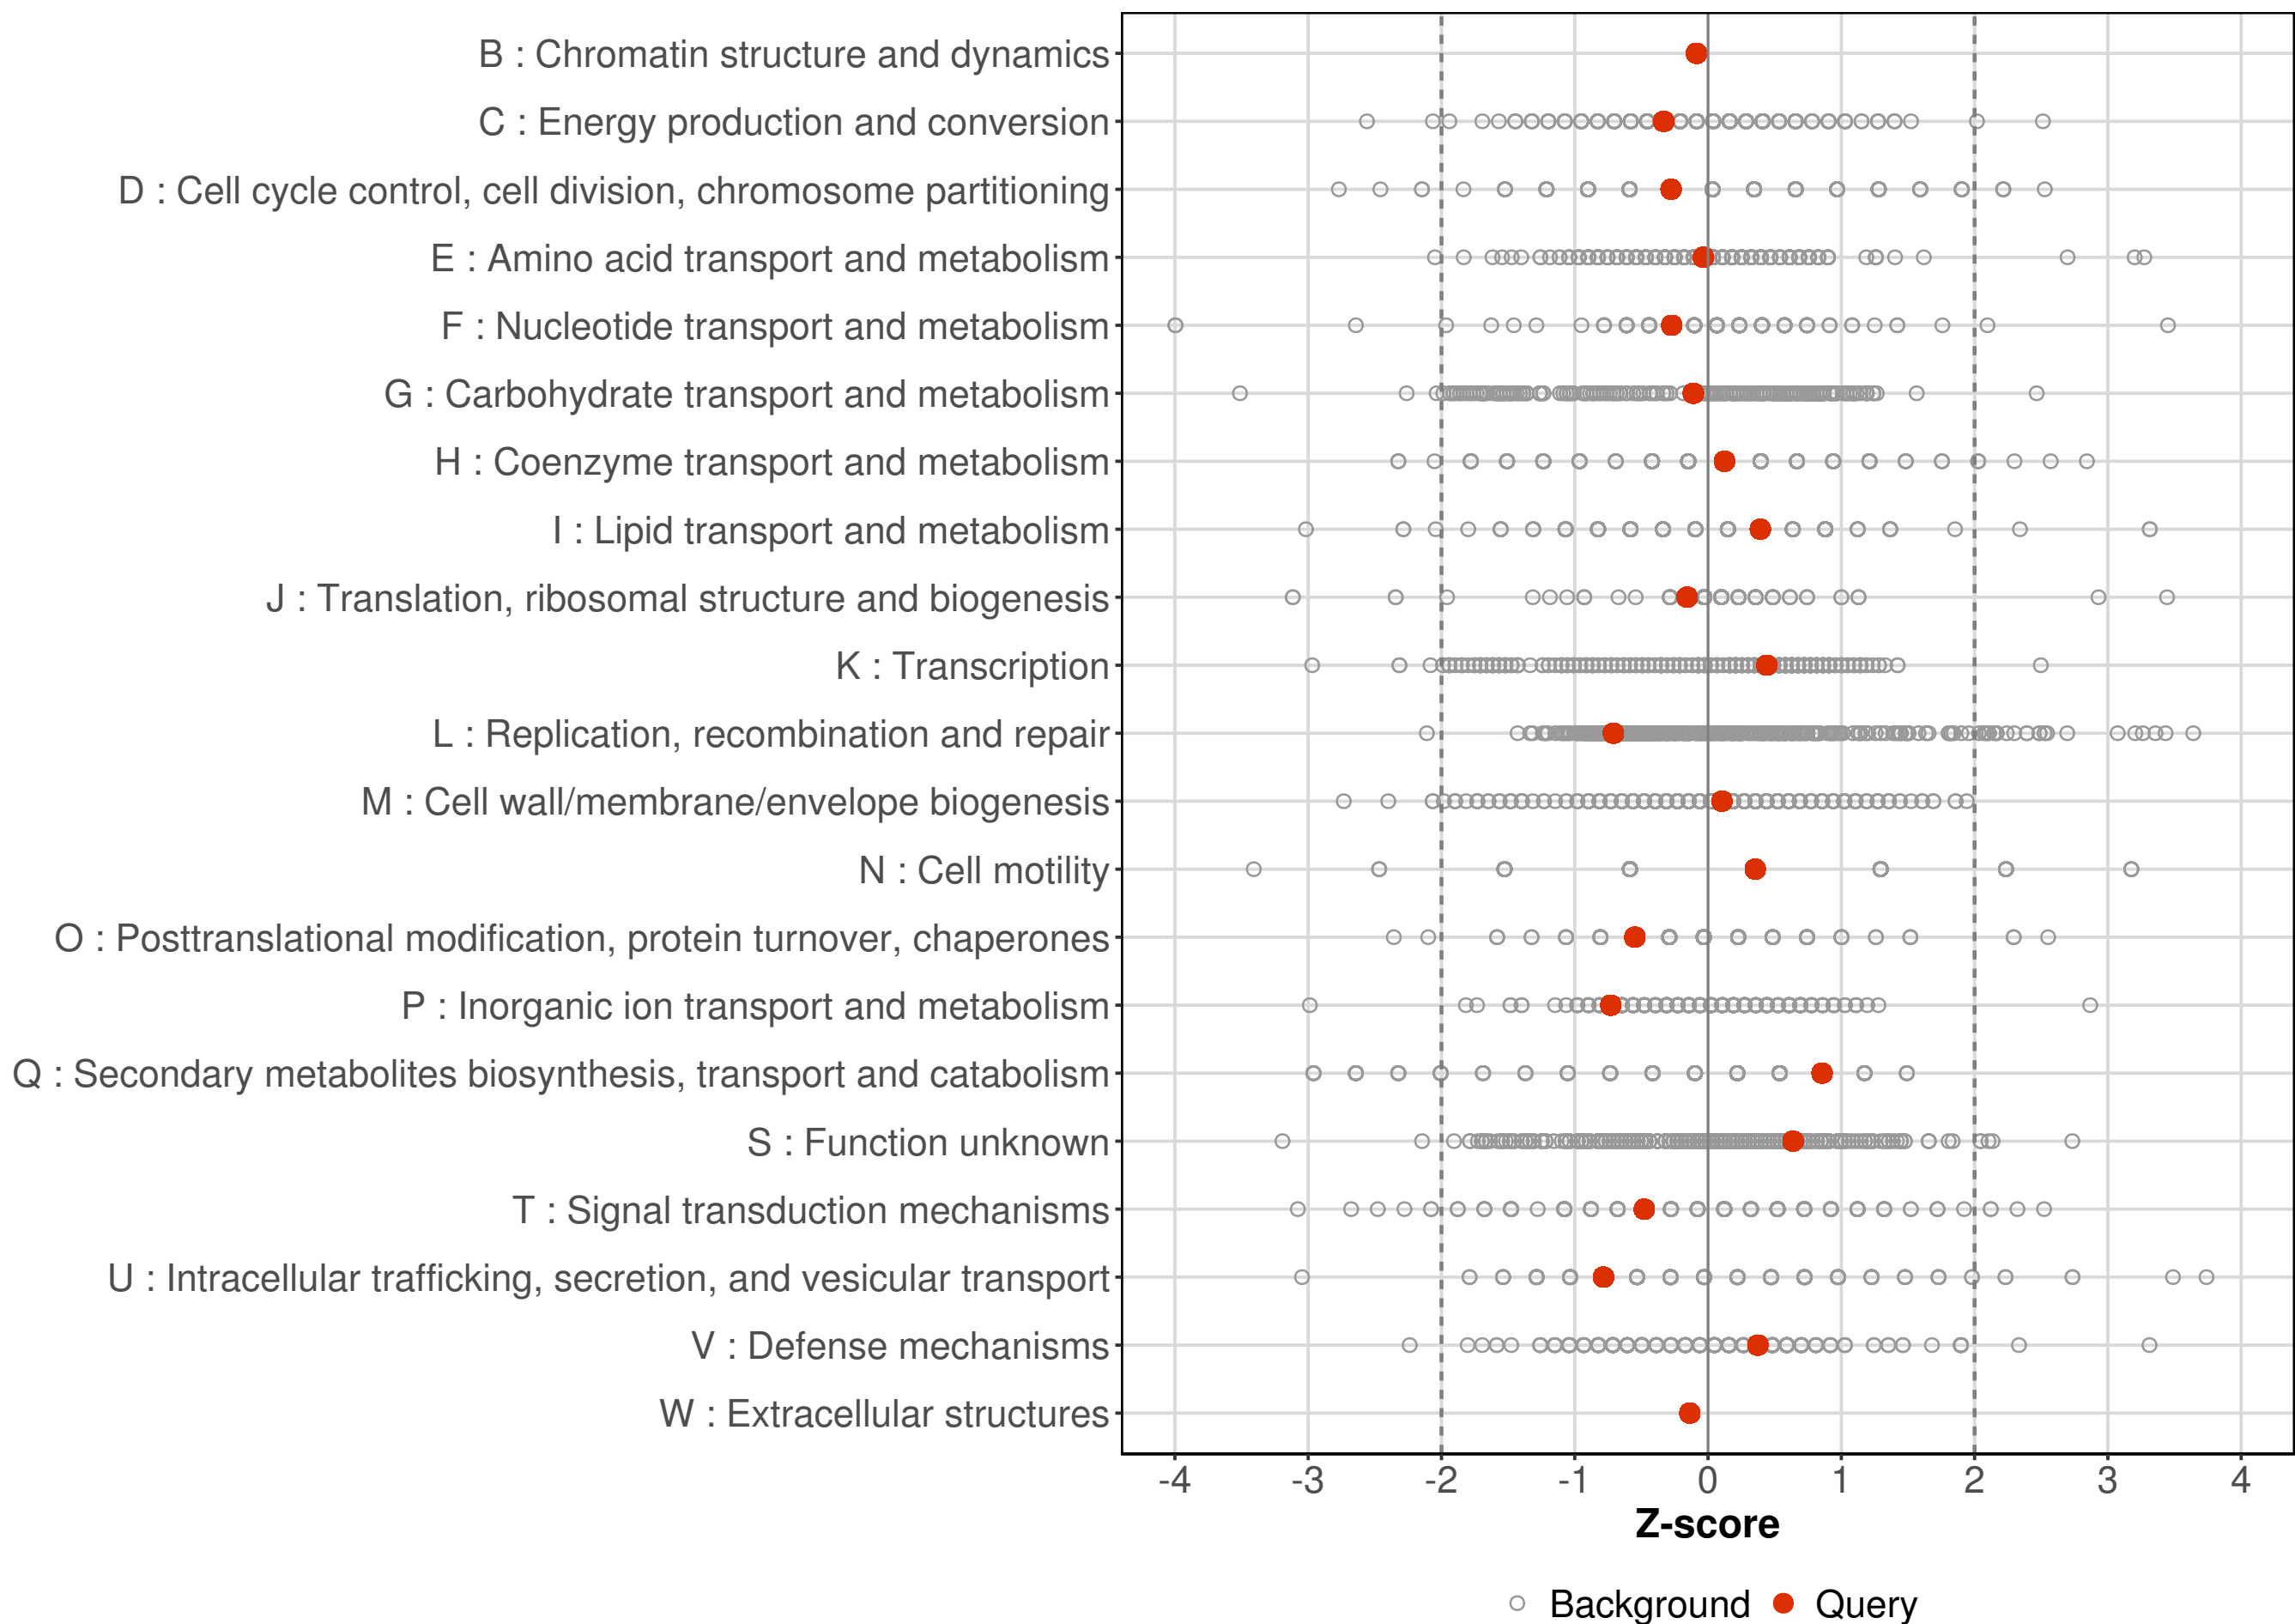 B : Chromatin structure and dynamics
C : Energy production and conversion
D : Cell cycle control, cell division, chromosome partitioning
E : Amino acid transport and metabolism
F : Nucleotide transport and metabolism
G : Carbohydrate transport and metabolism
H : Coenzyme transport and metabolism
I : Lipid transport and metabolism
J : Translation, ribosomal structure and biogenesis
K : Transcription
L : Replication, recombination and repair
M : Cell wall/membrane/envelope biogenesis
N : Cell motility
O : Posttranslational modification, protein turnover, chaperones
P : Inorganic ion transport and metabolism
Q : Secondary metabolites biosynthesis, transport and catabolism
S : Function unknown
T : Signal transduction mechanisms
U : Intracellular trafficking, secretion, and vesicular transport
V : Defense mechanisms
W : Extracellular structures
-4 -3 -2 -1 0 1 2 3 4
Z-score
Background Query